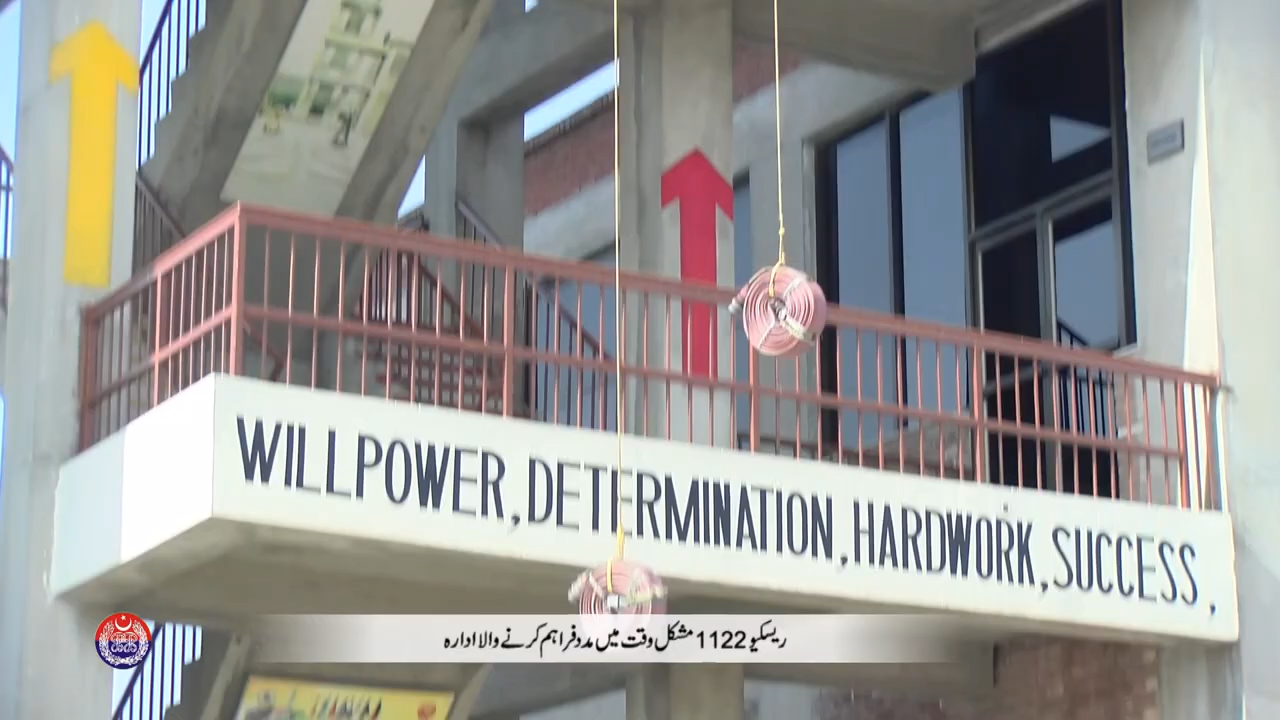 WILLPOWER, DETERMINATION, HARDWORK, SUCCESS,
ریسکیو 1122 مشکل وقت میں مدد فراہم کرنے والا ادارہ